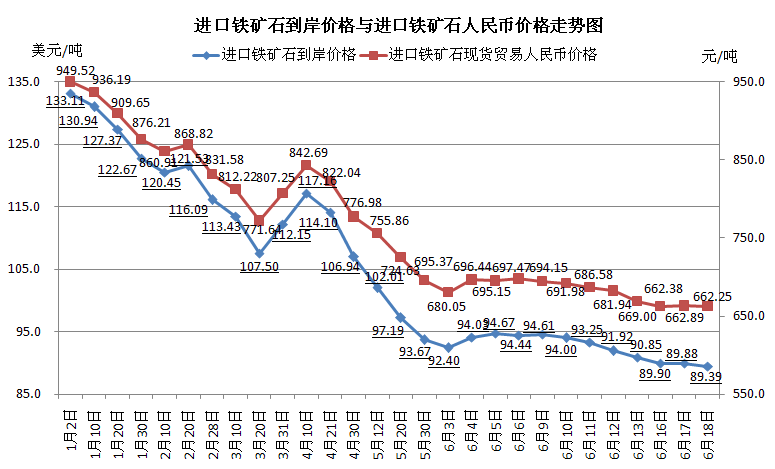 进口铁矿石到岸价格与进口铁矿石人民币价格走势图
美元/吨
进口铁矿石到岸价格
进口铁矿石现货贸易人民币价格
元/吨
135.0
125.0
115.0
105.0
95.0
85.0
950.0
850.0
750.0
650.0
550.0
949.52
936.19
909.65
876.21
860.91
868.82
831.58
812.22
771.64
807.25
842.69
822.04
776.98
755.86
724.03
695.37
680.05
696.44
695.15
697.47
694.15
691.98
686.58
681.94
669.00
662.38
662.89
662.25
133.11
130.94
127.37
122.67
120.45
121.53
116.09
113.43
107.50
112.15
117.16
114.10
106.94
102.01
97.19
93.67
92.40
94.03
94.67
94.44
94.61
94.00
93.25
91.92
90.85
89.90
89.88
89.39
1月2日
1月10日
1月20日
1月30日
2月10日
2月20日
2月28日
3月10日
3月20日
3月31日
4月10日
4月21日
4月30日
5月12日
5月20日
5月30日
6月3日
6月4日
6月5日
6月6日
6月9日
6月10日
6月11日
6月12日
6月13日
6月16日
6月17日
6月18日